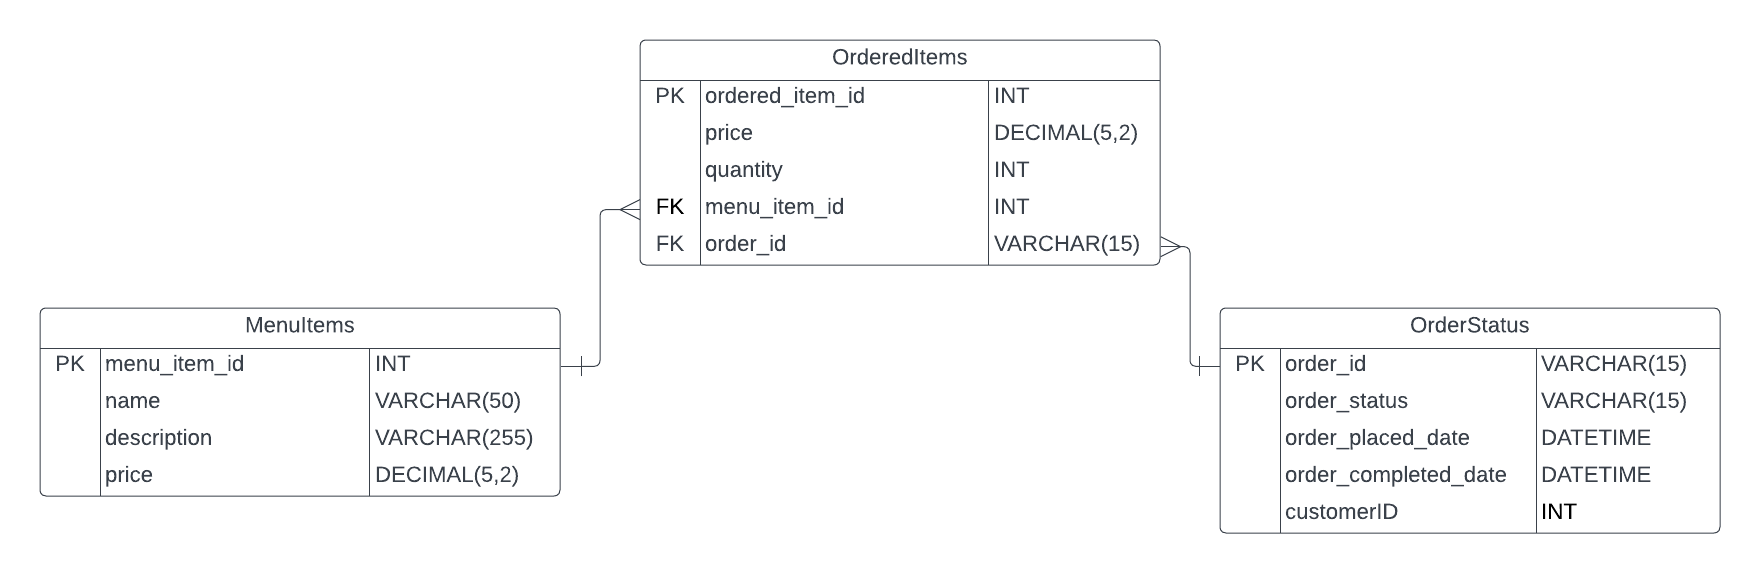 OrderedItems
PK ordered_item_id INT
price DECIMAL(5,2)
quantity INT
FK menu_item_id INT
FK order_id VARCHAR(15)
MenuItems
PK menu_item_id INT
name VARCHAR(50)
description VARCHAR(255)
price DECIMAL(5,2)
OrderStatus
PK order_id VARCHAR(15)
order_status VARCHAR(15)
order_placed_date DATETIME
order_completed_date DATETIME
customerID INT